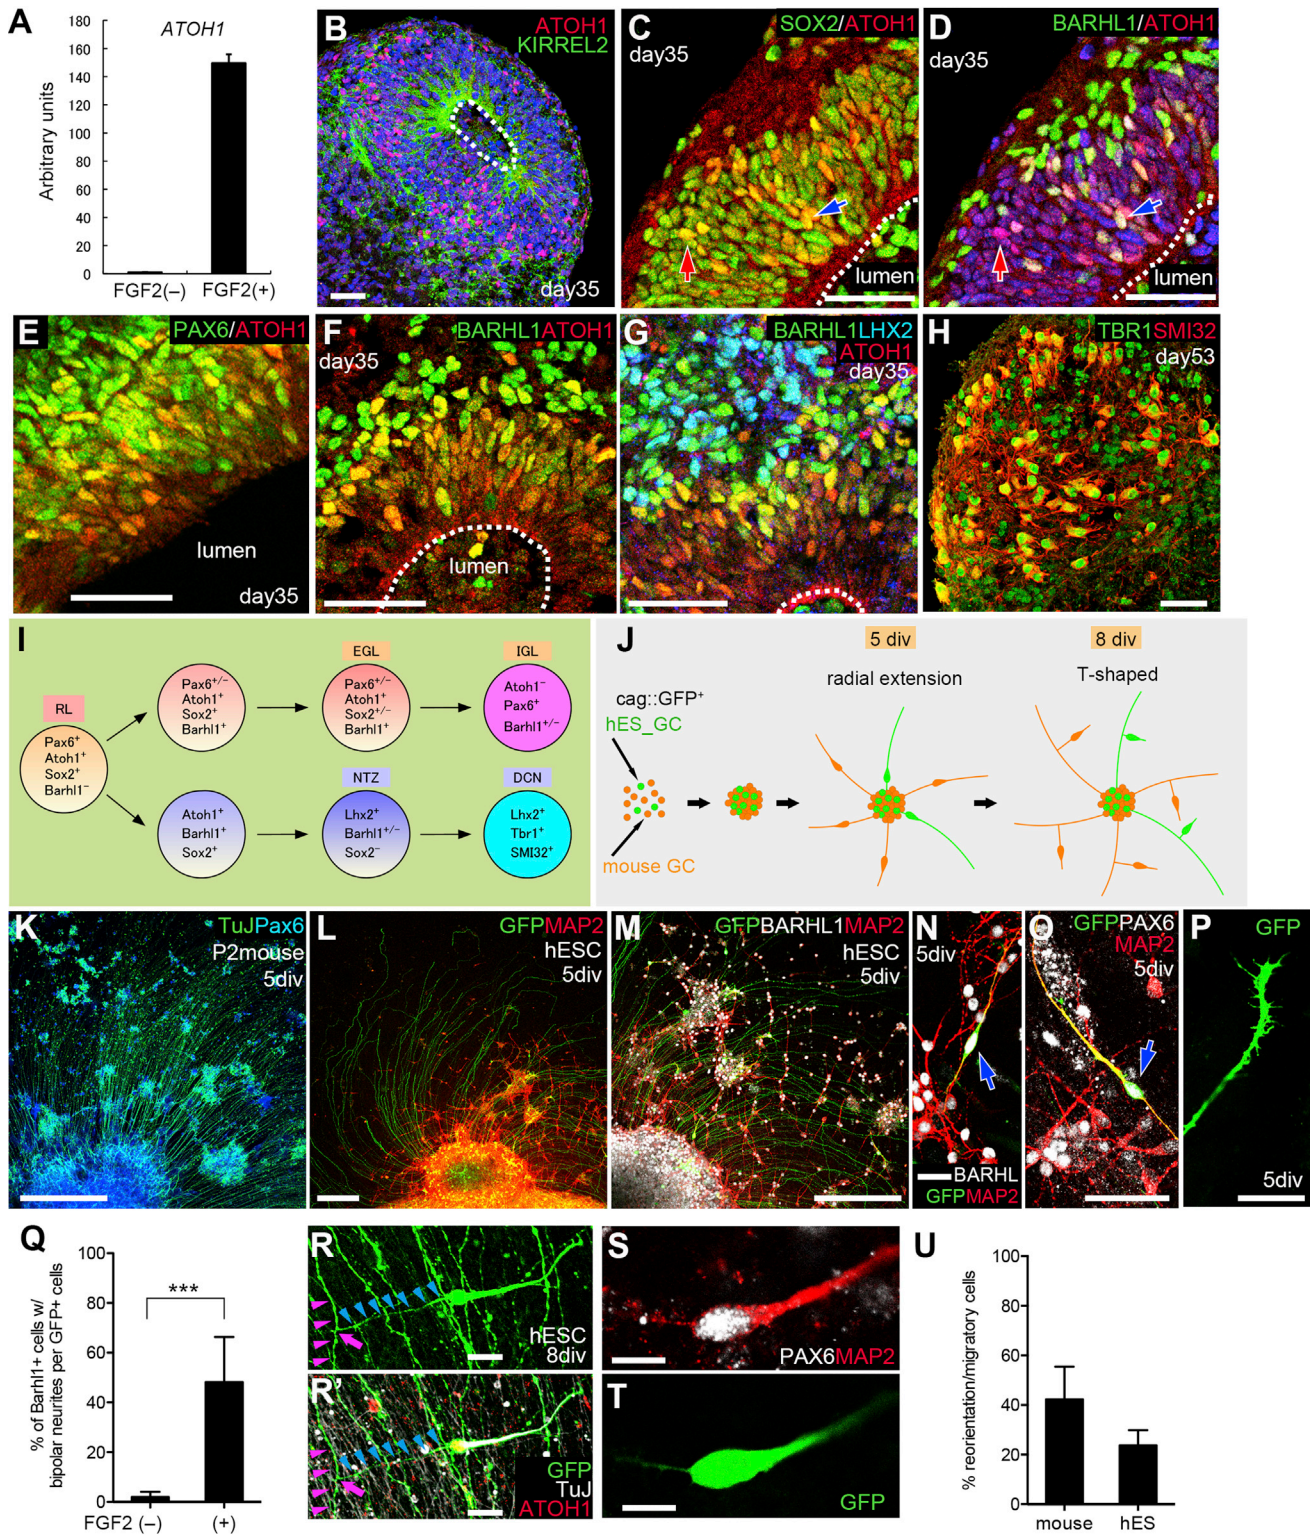 A
ATOH1
Arbitrary units
180
160
140
120
100
80
60
40
20
0
FGF2(–)
FGF2(+)
B
ATOH1
KIRREL2
day35
C
SOX2/ATOH1
day35
lumen
D
BARHL1/ATOH1
day35
lumen
E
PAX6/ATOH1
lumen
day35
F
BARHL1ATOH1
day35
lumen
G
BARHL1LHX2
ATOH1
day35
H
TBR1SMI32
day53
I
RL
Pax6+
Atoh1+
Sox2+
Barhl1−
Pax6+/−
Atoh1+
Sox2+
Barhl1+
EGL
Pax6+/−
Atoh1+
Sox2+/−
Barhl1+
IGL
Atoh1−
Pax6+
Barhl1+/−
Atoh1+
Barhl1+
Sox2+
NTZ
Lhx2+
Barhl1+/−
Sox2−
DCN
Lhx2+
Tbr1+
SMI32+
J
5 div
8 div
radial extension
T-shaped
cag::GFP+
hES_GC
mouse GC
K
TuJPax6
P2mouse
5div
L
GFPMAP2
hESC
5div
M
GFPBARHL1MAP2
hESC
5div
N
5div
BARHL
GFPMAP2
O
GFPPAX6
MAP2
5div
P
GFP
5div
Q
% of Barhl1+ cells w/
bipolar neurites per GFP+ cells
100
80
60
40
20
0
***
FGF2 (–)
(+)
R
hESC
8div
R'
GFP
TuJ
ATOH1
S
PAX6MAP2
T
GFP
U
% reorientation/migratory cells
100
80
60
40
20
0
mouse
hES